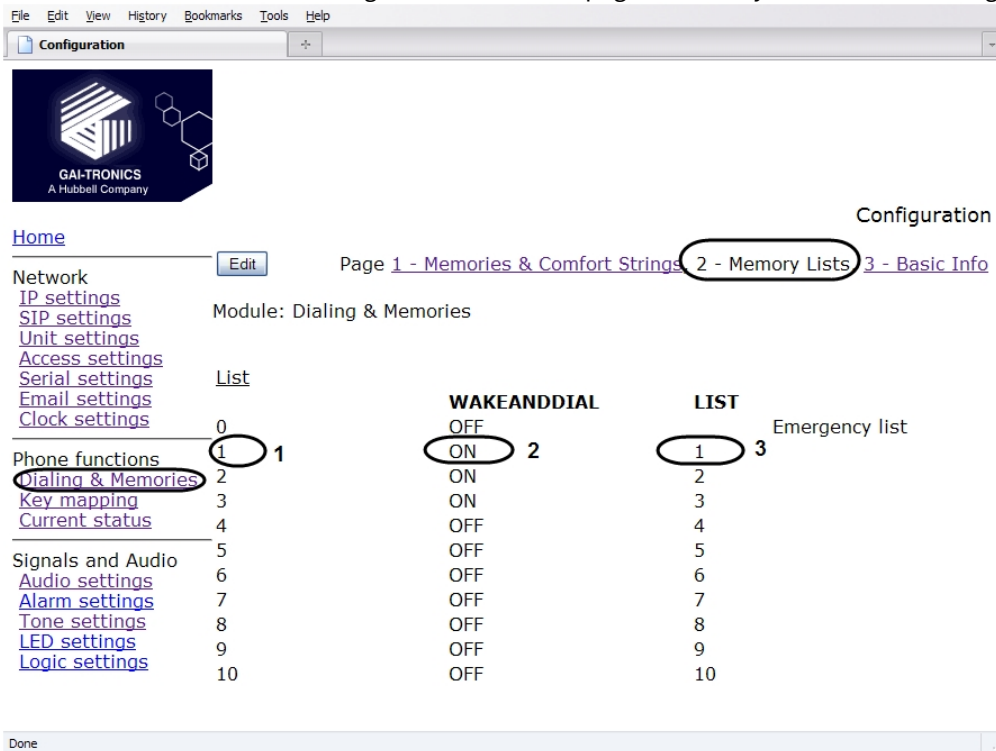 File Edit View History Bookmarks Tools Help
Configuration
GAI-TRONICS
A Hubbell Company
Configuration
Home
Edit Page 1 - Memories & Comfort Strings, 2 - Memory Lists, 3 - Basic Info
Network
IP settings
SIP settings
Unit settings
Access settings
Serial settings
Email settings
Clock settings
Phone functions
Dialing & Memories
Key mapping
Current status
Signals and Audio
Audio settings
Alarm settings
Tone settings
LED settings
Logic settings
Module: Dialing & Memories
List
WAKEANDDIAL LIST
0 OFF Emergency list
1 1 ON 2 1 3
2 ON 2
3 ON 3
4 OFF 4
5 OFF 5
6 OFF 6
7 OFF 7
8 OFF 8
9 OFF 9
10 OFF 10
Done